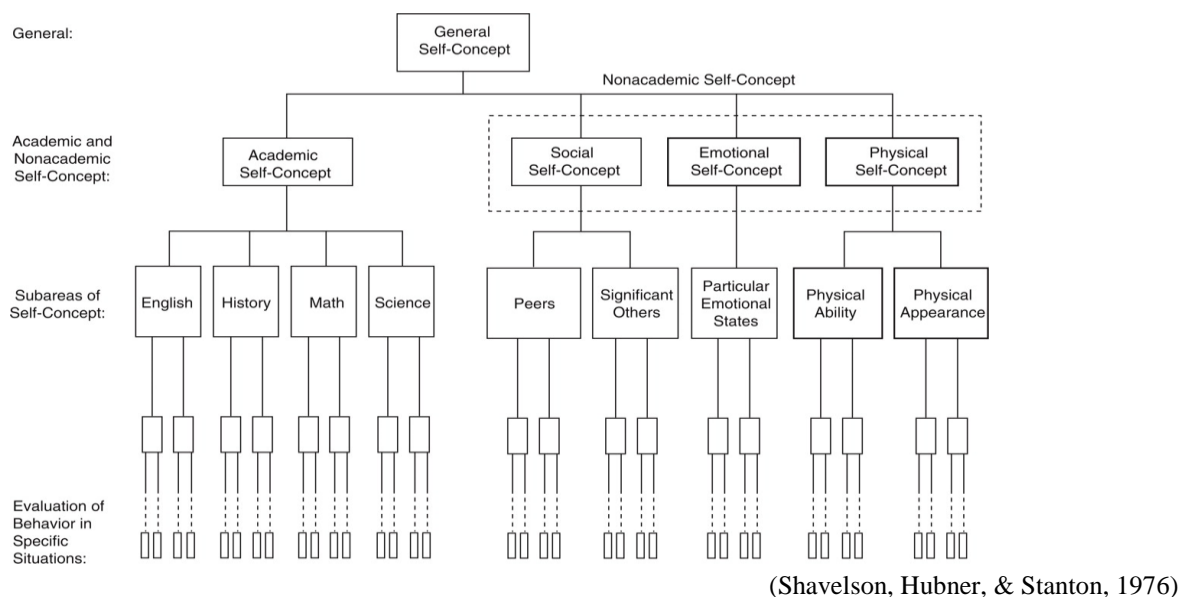 General:
General
Self-Concept
Nonacademic Self-Concept
Academic and
Nonacademic
Self-Concept:
Academic
Self-Concept
Social
Self-Concept
Emotional
Self-Concept
Physical
Self-Concept
Subareas of
Self-Concept:
English
History
Math
Science
Peers
Significant
Others
Particular
Emotional
States
Physical
Ability
Physical
Appearance
Evaluation of
Behavior in
Specific
Situations:
(Shavelson, Hubner, & Stanton, 1976)